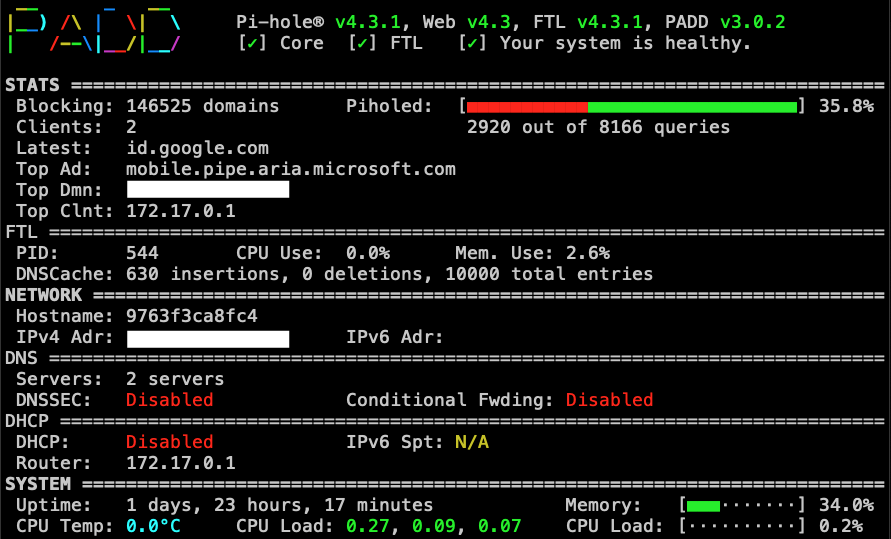 Pi-hole® v4.3.1, Web v4.3, FTL v4.3.1, PADD v3.0.2
[✓] Core [✓] FTL [✓] Your system is healthy.
STATS ==========================================================================
Blocking: 146525 domains Piholed: [ ] 35.8%
Clients: 2 2920 out of 8166 queries
Latest: id.google.com
Top Ad: mobile.pipe.aria.microsoft.com
Top Dmn:
Top Clnt: 172.17.0.1
FTL ============================================================================
PID: 544 CPU Use: 0.0% Mem. Use: 2.6%
DNSCache: 630 insertions, 0 deletions, 10000 total entries
NETWORK ========================================================================
Hostname: 9763f3ca8fc4
IPv4 Adr: IPv6 Adr:
DNS ============================================================================
Servers: 2 servers
DNSSEC: Disabled Conditional Fwding: Disabled
DHCP ===========================================================================
DHCP: Disabled IPv6 Spt: N/A
Router: 172.17.0.1
SYSTEM =========================================================================
Uptime: 1 days, 23 hours, 17 minutes Memory: [■■■·······] 34.0%
CPU Temp: 0.0°C CPU Load: 0.27, 0.09, 0.07 CPU Load: [··········] 0.2%